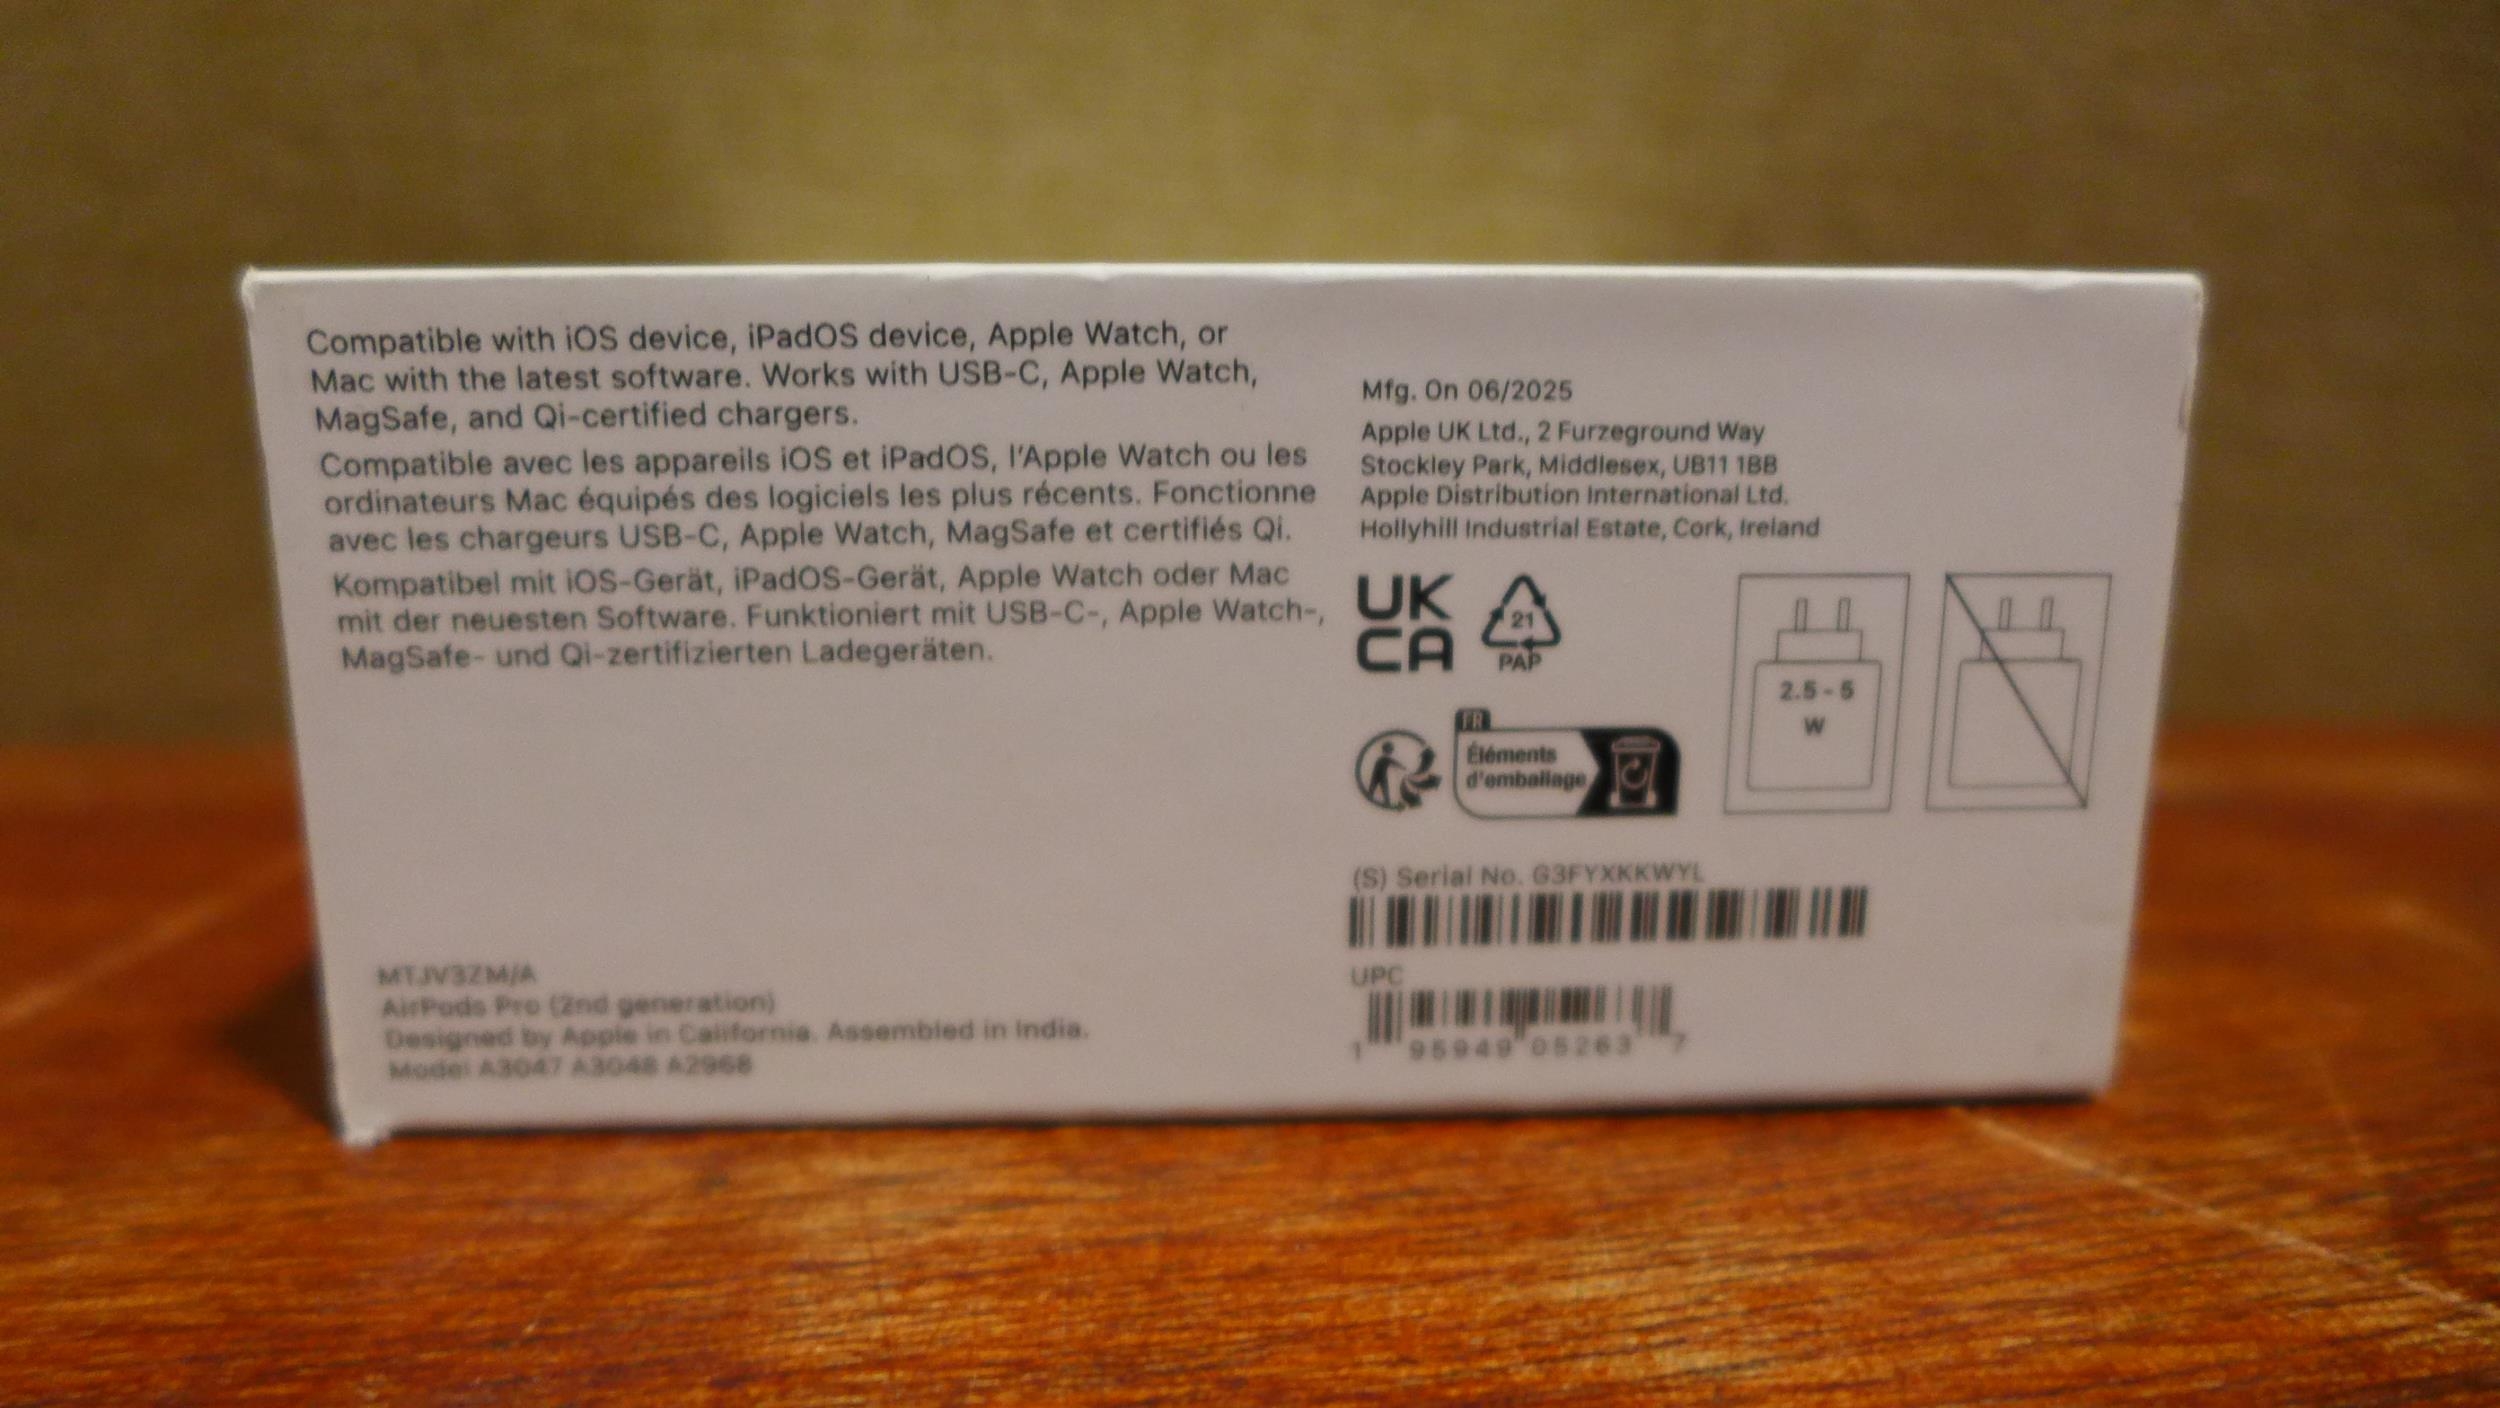 Compatible with iOS device, iPadOS device, Apple Watch, or
Mac with the latest software. Works with USB-C, Apple Watch,
MagSafe, and Qi-certified chargers.
Compatible avec les appareils iOS et iPadOS, l’Apple Watch ou les
ordinateurs Mac équipés des logiciels les plus récents. Fonctionne
avec les chargeurs USB-C, Apple Watch, MagSafe et certifiés Qi.
Kompatibel mit iOS-Gerät, iPadOS-Gerät, Apple Watch oder Mac
mit der neuesten Software. Funktioniert mit USB-C-, Apple Watch-,
MagSafe- und Qi-zertifizierten Ladegeräten.
MTJV3ZM/A
AirPods Pro (2nd generation)
Designed by Apple in California. Assembled in India.
Model A3047 A3048 A2968
Mfg. On 06/2025
Apple UK Ltd., 2 Furzeground Way
Stockley Park, Middlesex, UB11 1BB
Apple Distribution International Ltd.
Hollyhill Industrial Estate, Cork, Ireland
UK
CA
21
PAP
FR
Éléments
d'emballage
2.5 - 5
W
(S) Serial No. G3FYXKKWYL
UPC
1 95949 05263 7